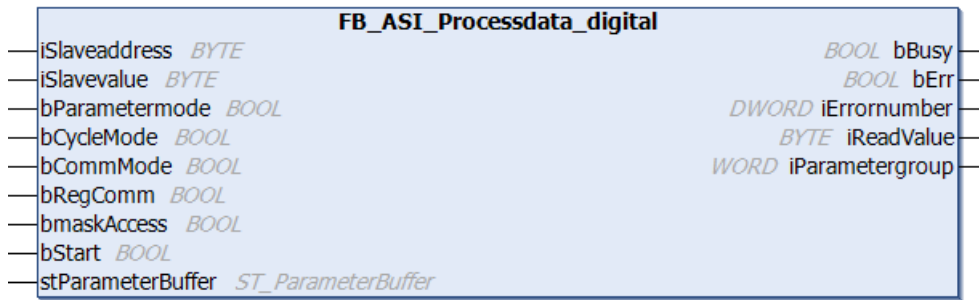 FB_ASI_Processdata_digital
iSlaveaddress BYTE BOOL bBusy
iSlavevalue BYTE BOOL bErr
bParametermode BOOL DWORD iErrornumber
bCycleMode BOOL BYTE iReadValue
bCommMode BOOL WORD iParametergroup
bRegComm BOOL
bmaskAccess BOOL
bStart BOOL
stParameterBuffer ST_ParameterBuffer